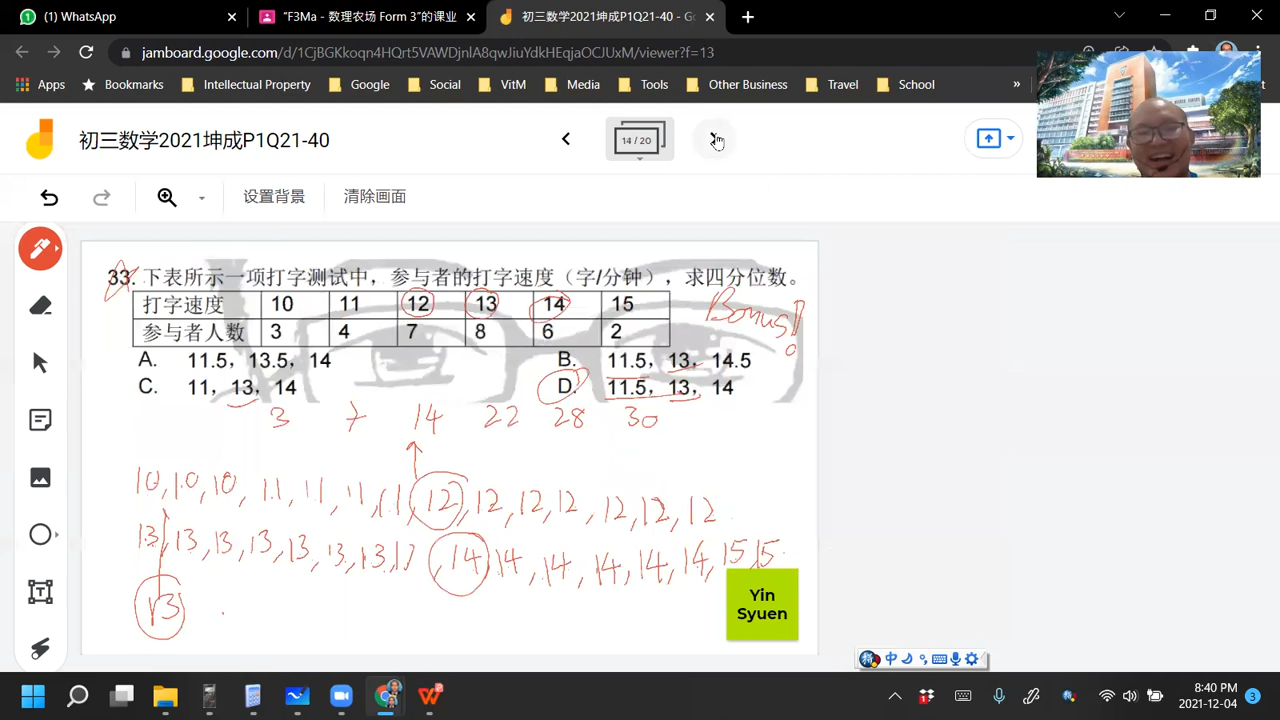 (1) WhatsApp
"F3Ma - 数理农场 Form 3"的课业
初三数学2021坤成P1Q21-40 - Go
jamboard.google.com/d/1CjBGKkoqn4HQrt5VAWDjnlA8qwJiuYdkHEqjaOCJUxM/viewer?f=13
Apps Bookmarks Intellectual Property Google Social VitM Media Tools Other Business Travel School »
初三数学2021坤成P1Q21-40
14 / 20
设置背景 清除画面
33. 下表所示一项打字测试中，参与者的打字速度（字/分钟），求四分位数。
打字速度 10 11 12 13 14 15
参与者人数 3 4 7 8 6 2
Bonus!!
A. 11.5，13.5，14 B. 11.5，13，14.5
C. 11，13，14 D. 11.5，13，14
3 7 14 22 28 30
10,10,10,11,11,11,11,12,12,12,12,12,12,12
13,13,13,13,13,13,13,13,14,14,14,14,14,14,15,15
13
Yin
Syuen
中
8:40 PM
2021-12-04
3